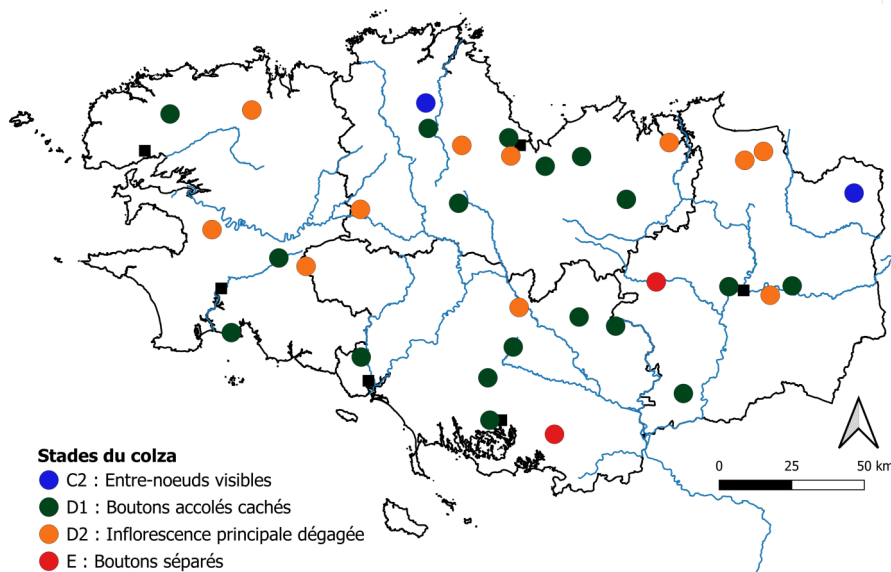 Stades du colza
C2 : Entre-noeuds visibles
D1 : Boutons accolés cachés
D2 : Inflorescence principale dégagée
E : Boutons séparés
0 25 50 km